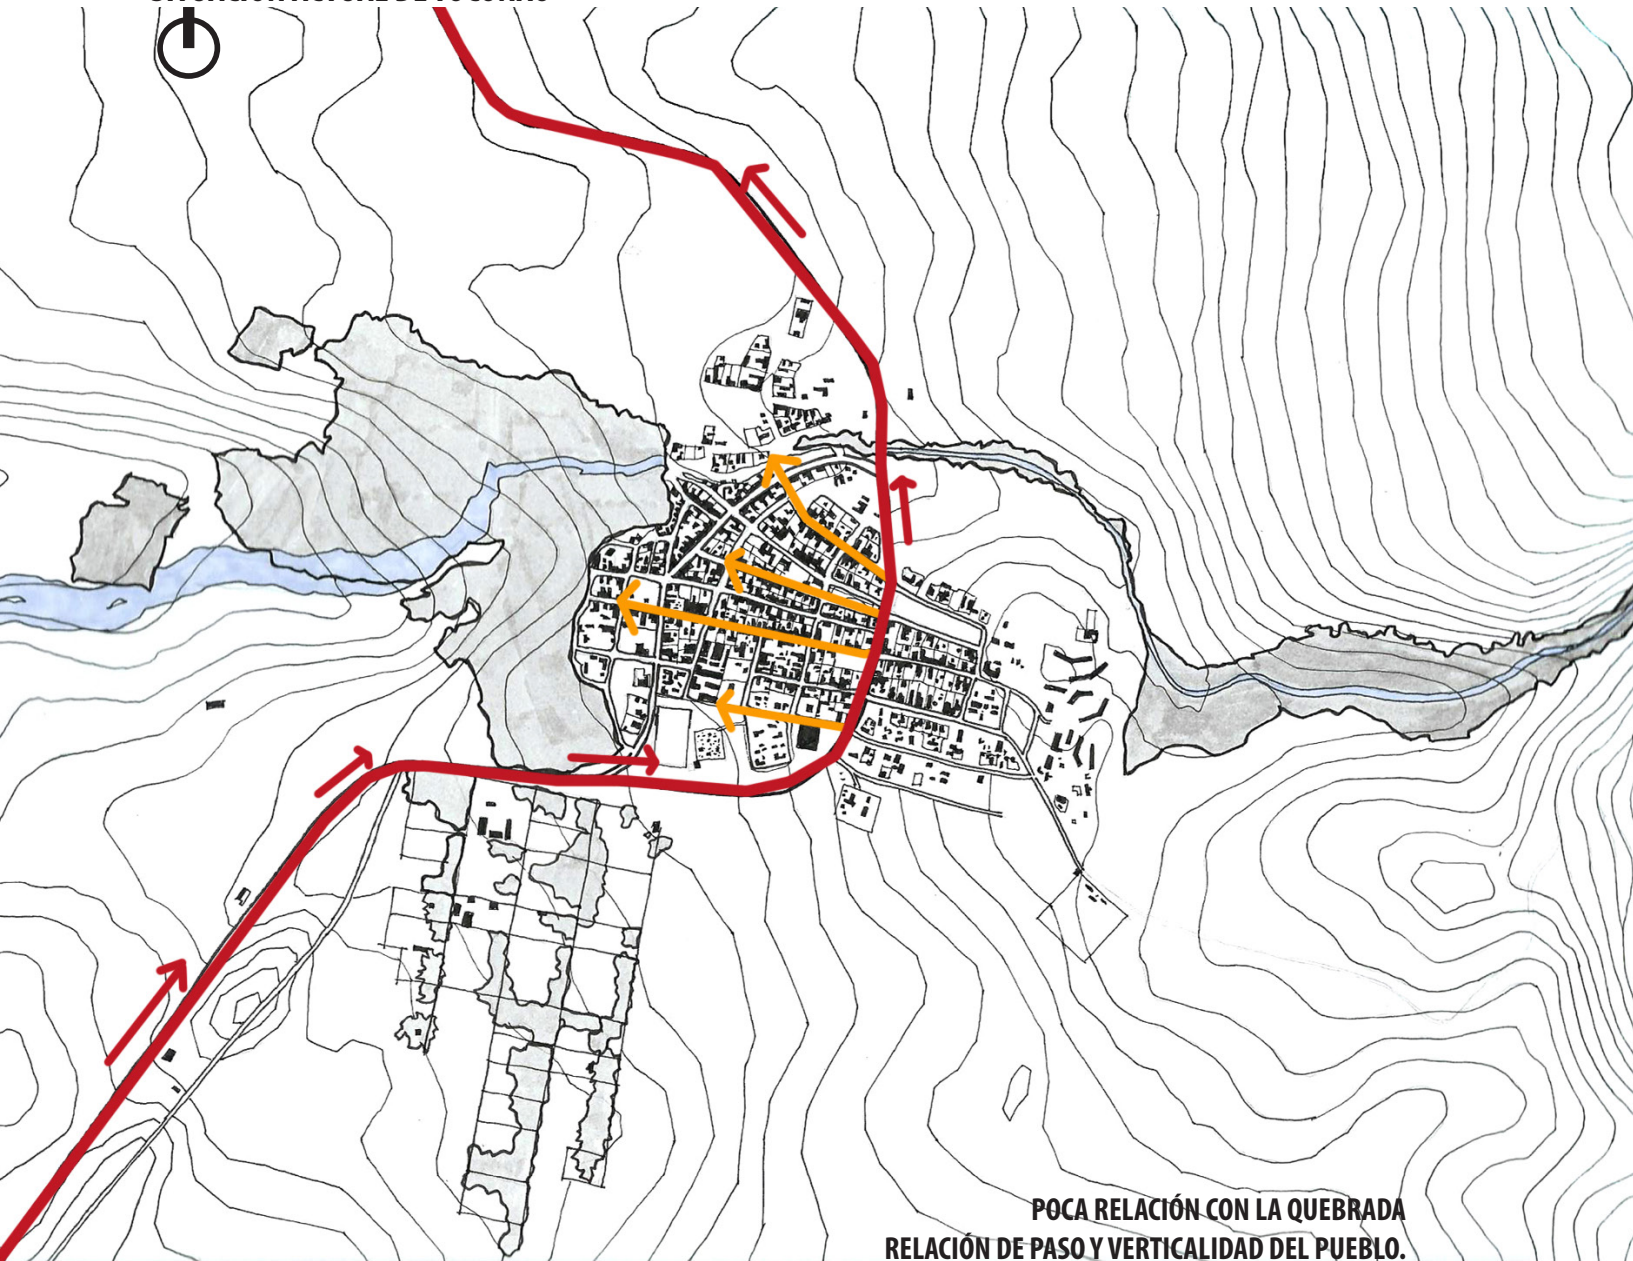 POCA RELACIÓN CON LA QUEBRADA
RELACIÓN DE PASO Y VERTICALIDAD DEL PUEBLO.